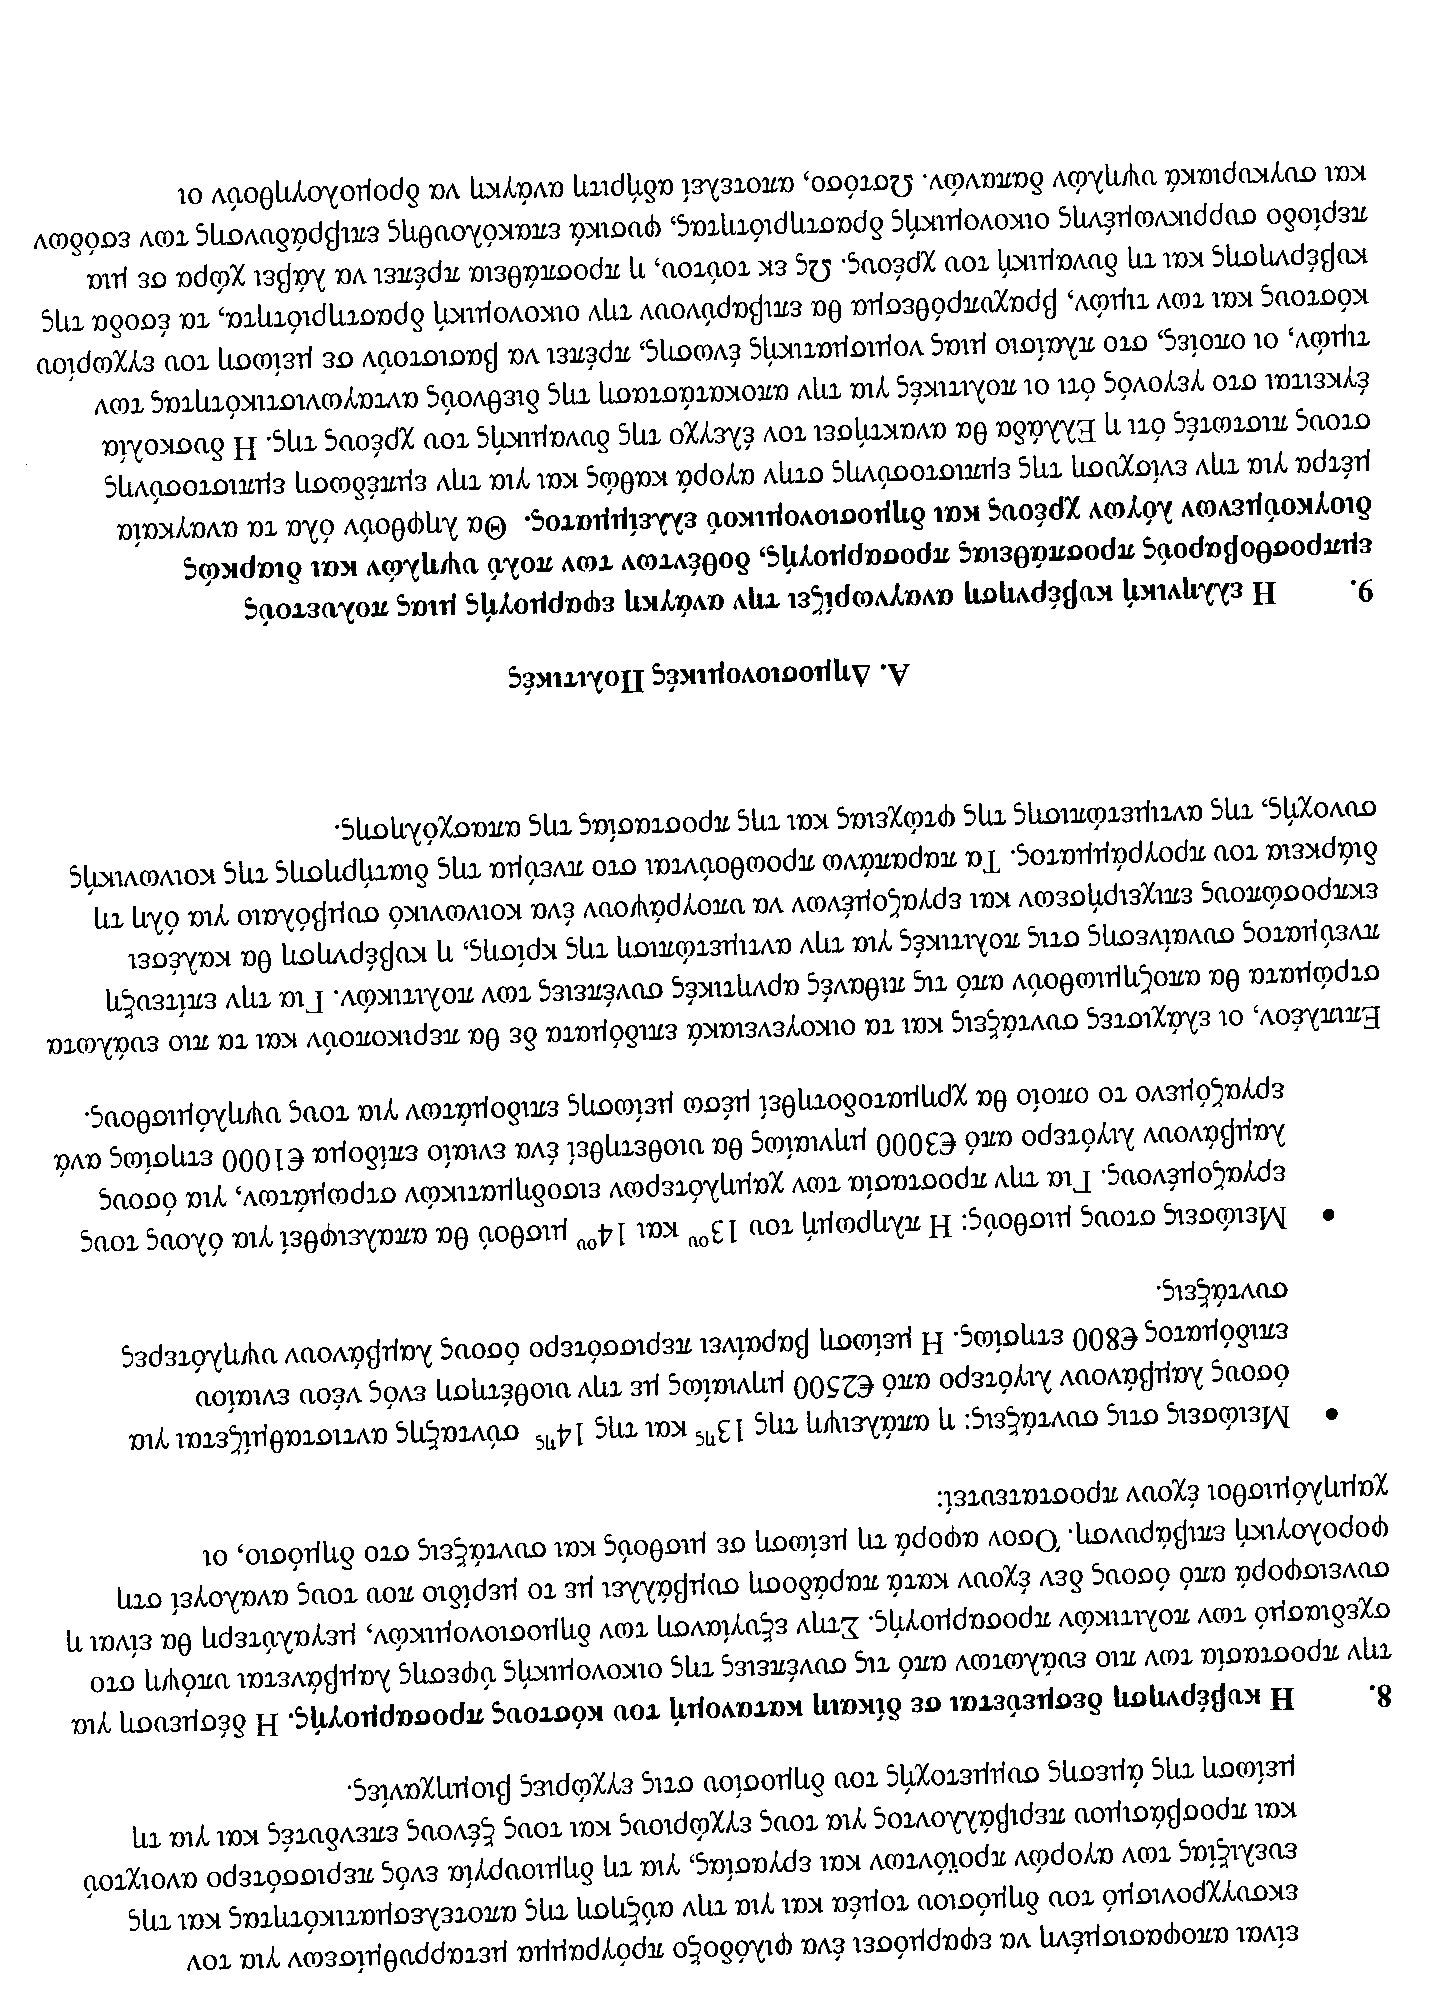 είναι αποφασισμένη να εφαρμόσει ένα φιλόδοξο πρόγραμμα μεταρρυθμίσεων για τον
εκσυγχρονισμό του δημόσιου τομέα και για την αύξηση της αποτελεσματικότητας και της
ευελιξίας των αγορών προϊόντων και εργασίας, για τη δημιουργία ενός περισσότερο ανοιχτού
και προσβάσιμου περιβάλλοντος για τους εγχώριους και τους ξένους επενδυτές και για τη
μείωση της άμεσης συμμετοχής του δημοσίου στις εγχώριες βιομηχανίες.
8. Η κυβέρνηση δεσμεύεται σε δίκαιη κατανομή του κόστους προσαρμογής. Η δέσμευση για
την προστασία των πιο ευάλωτων από τις συνέπειες της οικονομικής ύφεσης λαμβάνεται υπόψη στο
σχεδιασμό των πολιτικών προσαρμογής. Στην εξυγίανση των δημοσιονομικών, μεγαλύτερη θα είναι η
συνεισφορά από όσους δεν έχουν κατά παράδοση συμβάλλει με το μερίδιο που τους αναλογεί στη
φορολογική επιβάρυνση. Όσον αφορά τη μείωση σε μισθούς και συντάξεις στο δημόσιο, οι
χαμηλόμισθοι έχουν προστατευτεί:
• Μειώσεις στις συντάξεις: η απάλειψη της 13ης και της 14ης σύνταξης αντισταθμίζεται για
όσους λαμβάνουν λιγότερο από €2500 μηνιαίως με την υιοθέτηση ενός νέου ενιαίου
επιδόματος €800 ετησίως. Η μείωση βαραίνει περισσότερο όσους λαμβάνουν υψηλότερες
συντάξεις.
• Μειώσεις στους μισθούς: Η πληρωμή του 13ου και 14ου μισθού θα απαλειφθεί για όλους τους
εργαζομένους. Για την προστασία των χαμηλότερων εισοδηματικών στρωμάτων, για όσους
λαμβάνουν λιγότερο από €3000 μηνιαίως θα υιοθετηθεί ένα ενιαίο επίδομα €1000 ετησίως ανά
εργαζόμενο το οποίο θα χρηματοδοτηθεί μέσω μείωσης επιδομάτων για τους υψηλόμισθους.
Επιπλέον, οι ελάχιστες συντάξεις και τα οικογενειακά επιδόματα δε θα περικοπούν και τα πιο ευάλωτα
στρώματα θα αποζημιωθούν από τις πιθανές αρνητικές συνέπειες των πολιτικών. Για την επίτευξη
πνεύματος συναίνεσης στις πολιτικές για την αντιμετώπιση της κρίσης, η κυβέρνηση θα καλέσει
εκπροσώπους επιχειρήσεων και εργαζομένων να υπογράψουν ένα κοινωνικό συμβόλαιο για όλη τη
διάρκεια του προγράμματος. Τα παραπάνω προωθούνται στο πνεύμα της διατήρησης της κοινωνικής
συνοχής, της αντιμετώπισης της φτώχειας και της προστασίας της απασχόλησης.
Α. Δημοσιονομικές Πολιτικές
9. Η ελληνική κυβέρνηση αναγνωρίζει την ανάγκη εφαρμογής μιας πολυετούς
εμπροσθοβαρούς προσπάθειας προσαρμογής, δοθέντων των πολύ υψηλών και διαρκώς
διογκούμενων λόγων χρέους και δημοσιονομικού ελλείμματος. Θα ληφθούν όλα τα αναγκαία
μέτρα για την ενίσχυση της εμπιστοσύνης στην αγορά καθώς και για την εμπέδωση εμπιστοσύνης
στους πιστωτές ότι η Ελλάδα θα ανακτήσει τον έλεγχο της δυναμικής του χρέους της. Η δυσκολία
έγκειται στο γεγονός ότι οι πολιτικές για την αποκατάσταση της διεθνούς ανταγωνιστικότητας των
τιμών, οι οποίες, στο πλαίσιο μιας νομισματικής ένωσης, πρέπει να βασιστούν σε μείωση του εγχωρίου
κόστους και των τιμών, βραχυπρόθεσμα θα επιβαρύνουν την οικονομική δραστηριότητα, τα έσοδα της
κυβέρνησης και τη δυναμική του χρέους. Ως εκ τούτου, η προσπάθεια πρέπει να λάβει χώρα σε μια
περίοδο συρρικνωμένης οικονομικής δραστηριότητας, φυσικά επακόλουθης επιβράδυνσης των εσόδων
και συγκυριακά υψηλών δαπανών. Ωστόσο, αποτελεί αδήριτη ανάγκη να δρομολογηθούν οι